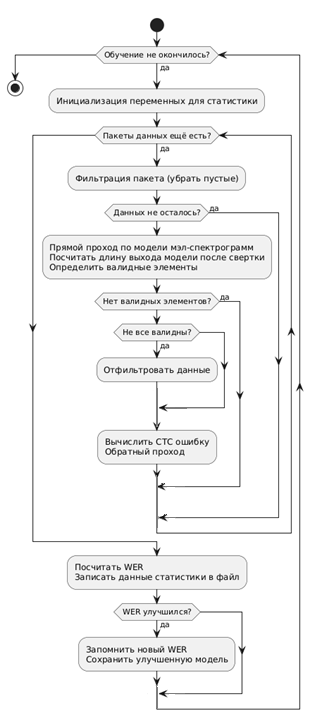 Обучение не окончилось?
да
Инициализация переменных для статистики
Пакеты данных ещё есть?
да
Фильтрация пакета (убрать пустые)
Данных не осталось?
да
Прямой проход по модели мэл-спектрограмм
Посчитать длину выхода модели после свертки
Определить валидные элементы
Нет валидных элементов?
да
Не все валидны?
да
Отфильтровать данные
Вычислить CTC ошибку
Обратный проход
Посчитать WER
Записать данные статистики в файл
WER улучшился?
да
Запомнить новый WER
Сохранить улучшенную модель